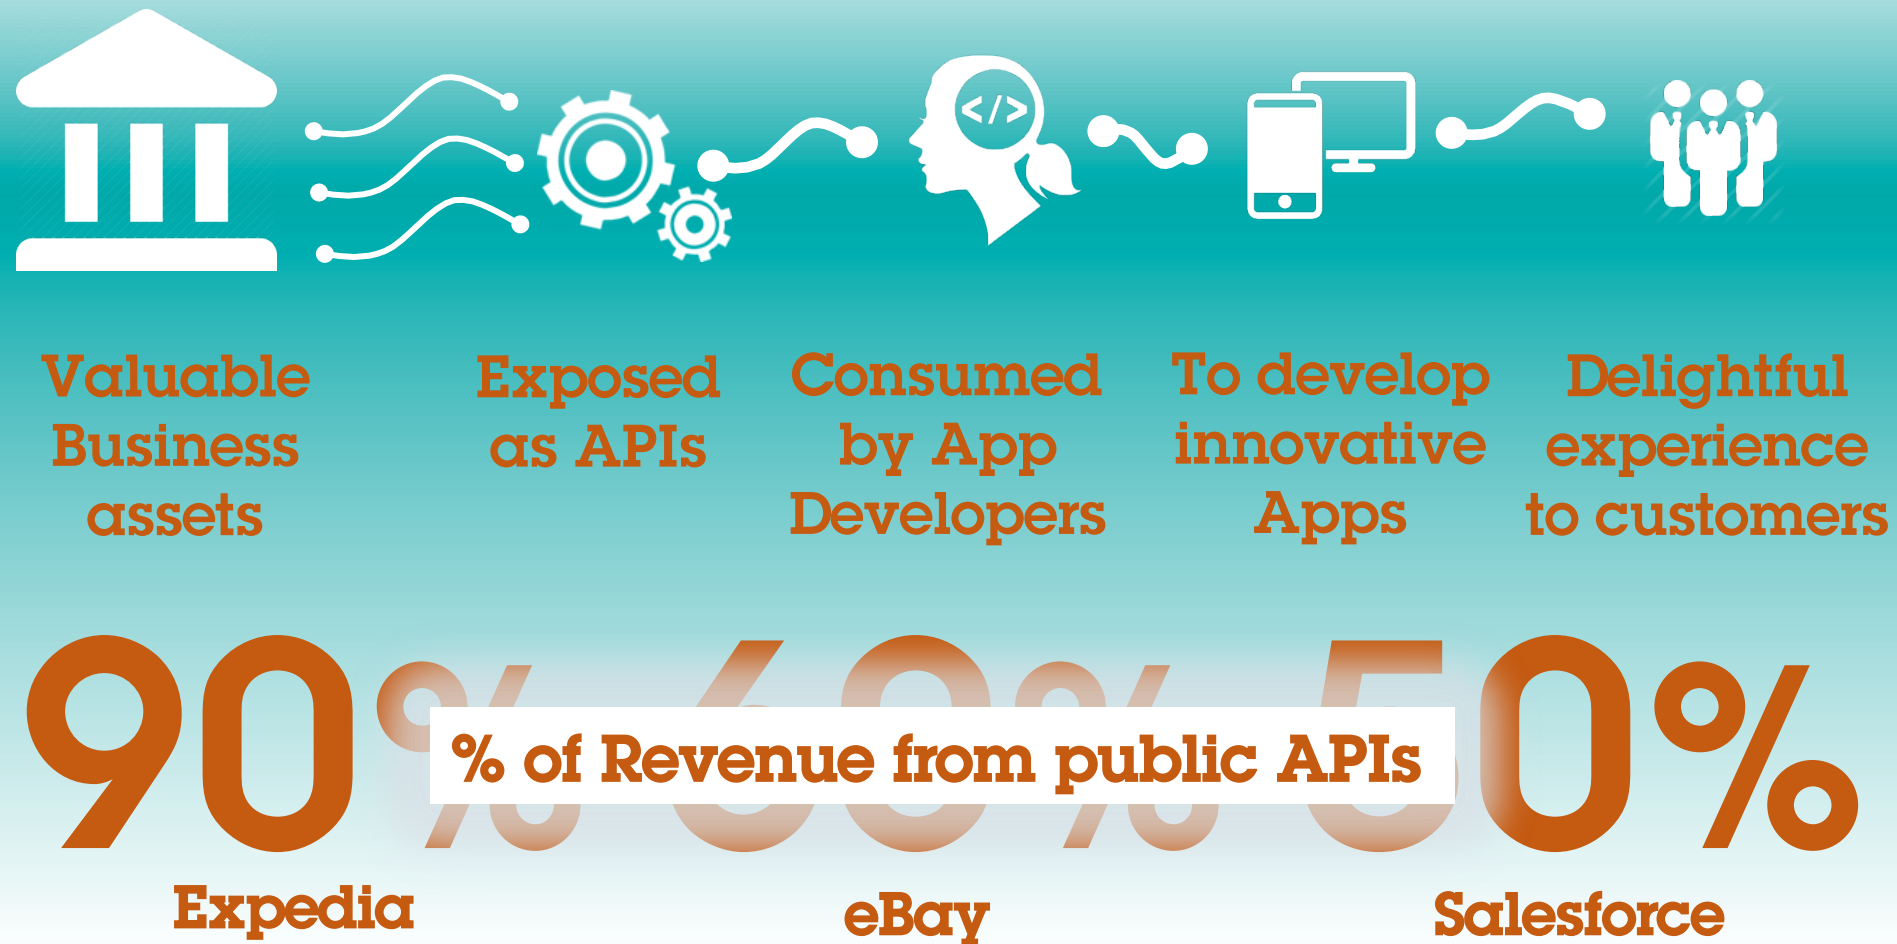 </>
Valuable
Business
assets
Exposed
as APIs
Consumed
by App
Developers
To develop
innovative
Apps
Delightful
experience
to customers
90% 60% 50%
% of Revenue from public APIs
Expedia
eBay
Salesforce